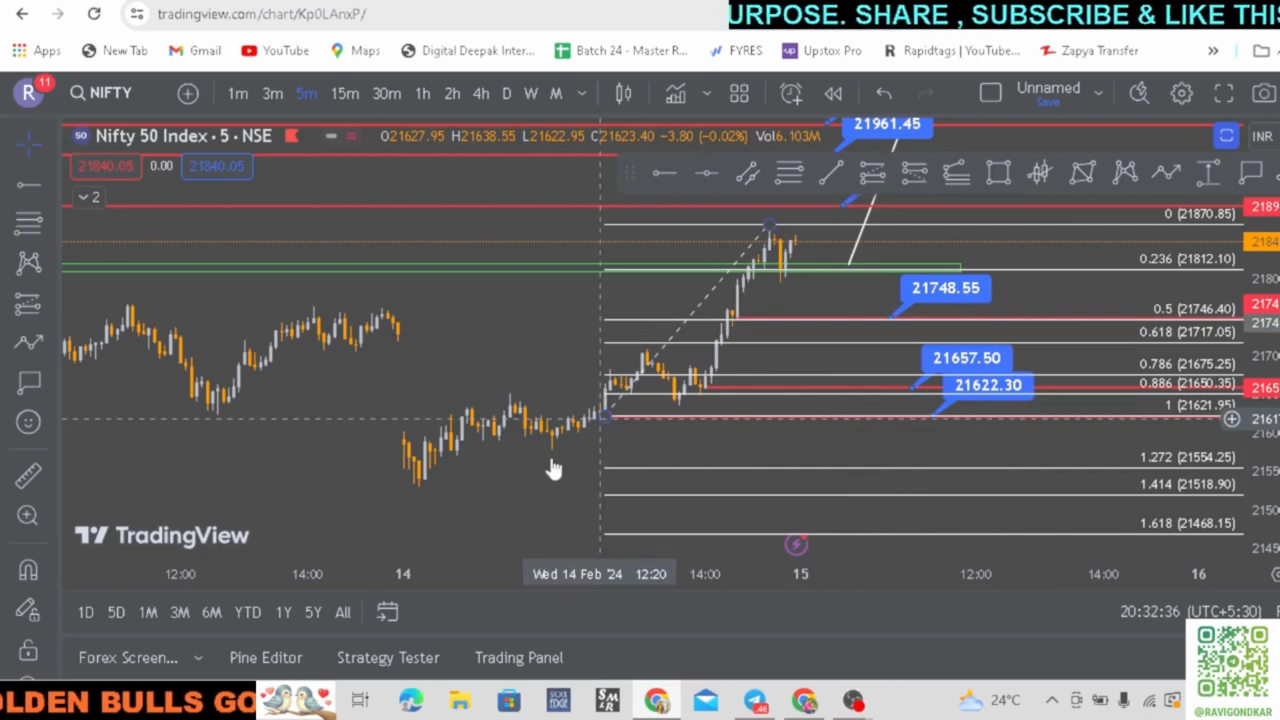 tradingview.com/chart/Kp0LAnxP/
URPOSE. SHARE , SUBSCRIBE & LIKE THIS
Apps New Tab Gmail YouTube Maps Digital Deepak Inter... Batch 24 - Master R... FYRES Upstox Pro Rapidtags | YouTube... Zapya Transfer »
R 11 NIFTY 1m 3m 5m 15m 30m 1h 2h 4h D W M Unnamed
Save
50 Nifty 50 Index · 5 · NSE O21627.95 H21638.55 L21622.95 C21623.40 −3.80 (−0.02%) Vol6.103M 21961.45 INR
21840.05 0.00 21840.05
2
0 (21870.85)
0.236 (21812.10)
21748.55
0.5 (21746.40)
0.618 (21717.05)
21657.50
0.786 (21675.25)
21622.30
0.886 (21650.35)
1 (21621.95)
1.272 (21554.25)
1.414 (21518.90)
1.618 (21468.15)
TradingView
12:00 14:00 14 Wed 14 Feb '24 12:20 14:00 15 12:00 14:00 16
1D 5D 1M 3M 6M YTD 1Y 5Y All 20:32:36 (UTC+5:30)
Forex Screen... Pine Editor Strategy Tester Trading Panel
OLDEN BULLS GO
24°C
@RAVIGONDKAR